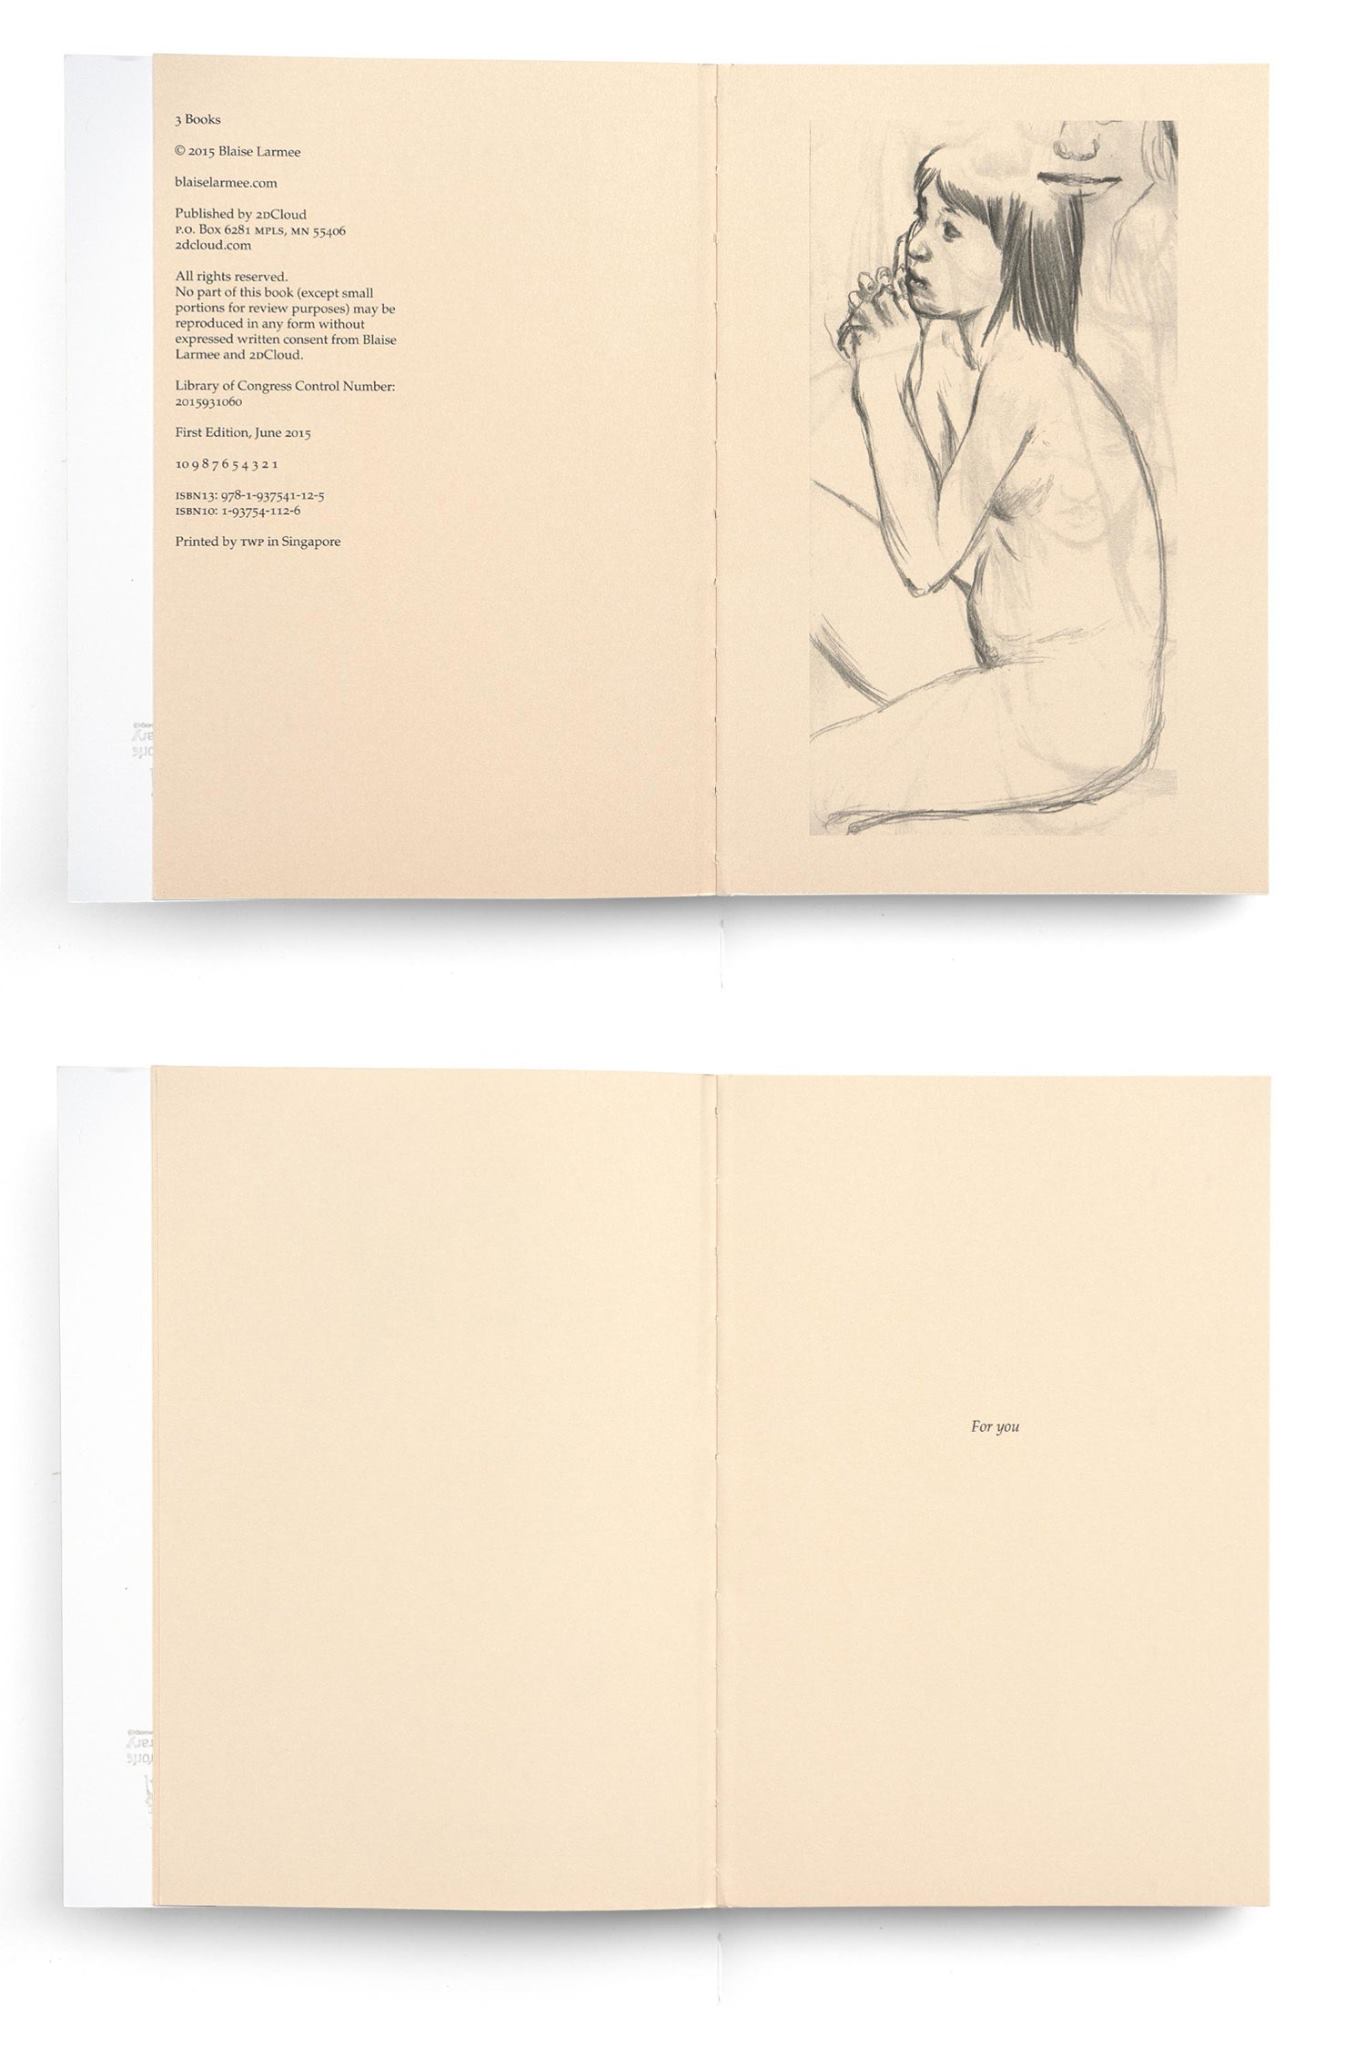 3 Books
© 2015 Blaise Larmee
blaiselarmee.com
Published by 2DCloud
P.O. Box 6281 MPLS, MN 55406
2dcloud.com
All rights reserved.
No part of this book (except small
portions for review purposes) may be
reproduced in any form without
expressed written consent from Blaise
Larmee and 2DCloud.
Library of Congress Control Number:
2015931060
First Edition, June 2015
10 9 8 7 6 5 4 3 2 1
ISBN13: 978-1-937541-12-5
ISBN10: 1-93754-112-6
Printed by TWP in Singapore
For you